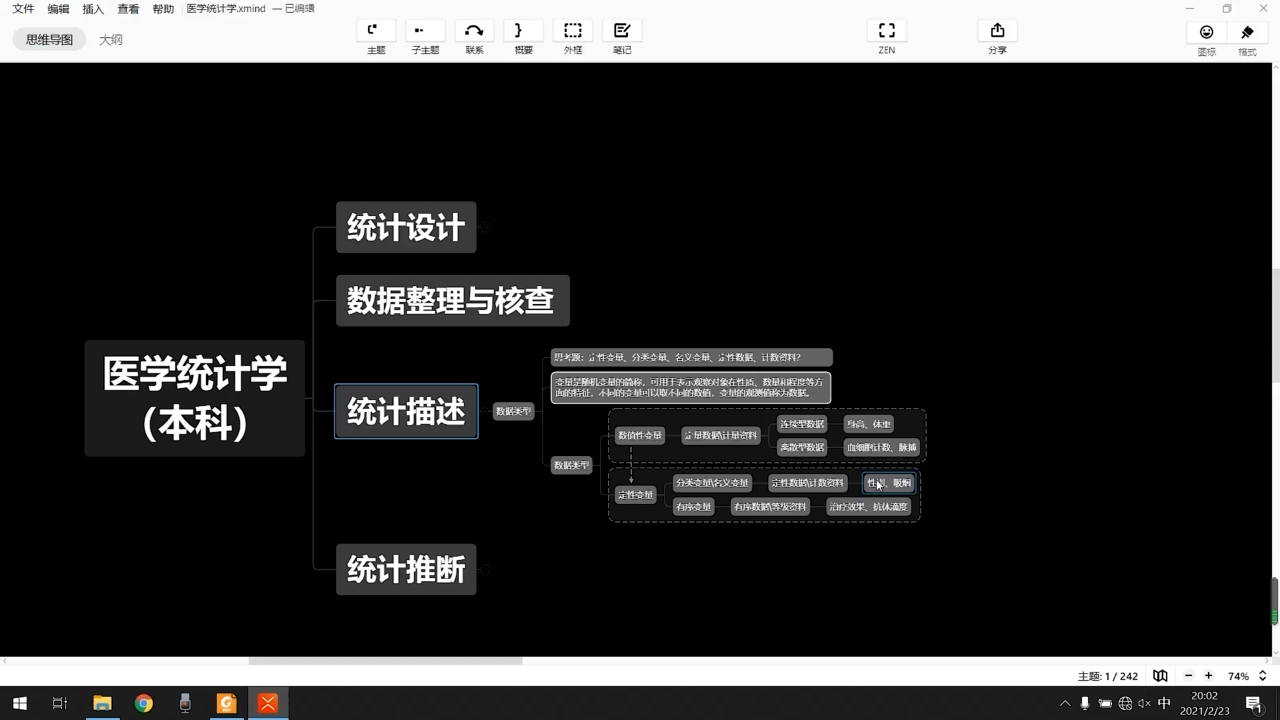 文件 编辑 插入 查看 帮助 医学统计学.xmind — 已编辑
思维导图 大纲
主题 子主题 联系 概要 外框 笔记 ZEN 分享 图标 格式
统计设计
数据整理与核查
医学统计学
（本科）
统计描述
数据类型
思考题：定性变量、分类变量、名义变量、定性数据、计数资料？
变量是随机变量的简称，可用于表示观察对象在性质、数量和程度等方
面的特征，不同的变量可以取不同的数值，变量的观测值称为数据。
数据类型
数值性变量 定量数据\计量资料
连续型数据 身高、体重
离散型数据 血细胞计数、脉搏
定性变量
分类变量\名义变量 定性数据\计数资料 性别、吸烟
有序变量 有序数据\等级资料 治疗效果、抗体滴度
统计推断
主题: 1 / 242 74%
中 20:02
2021/2/23